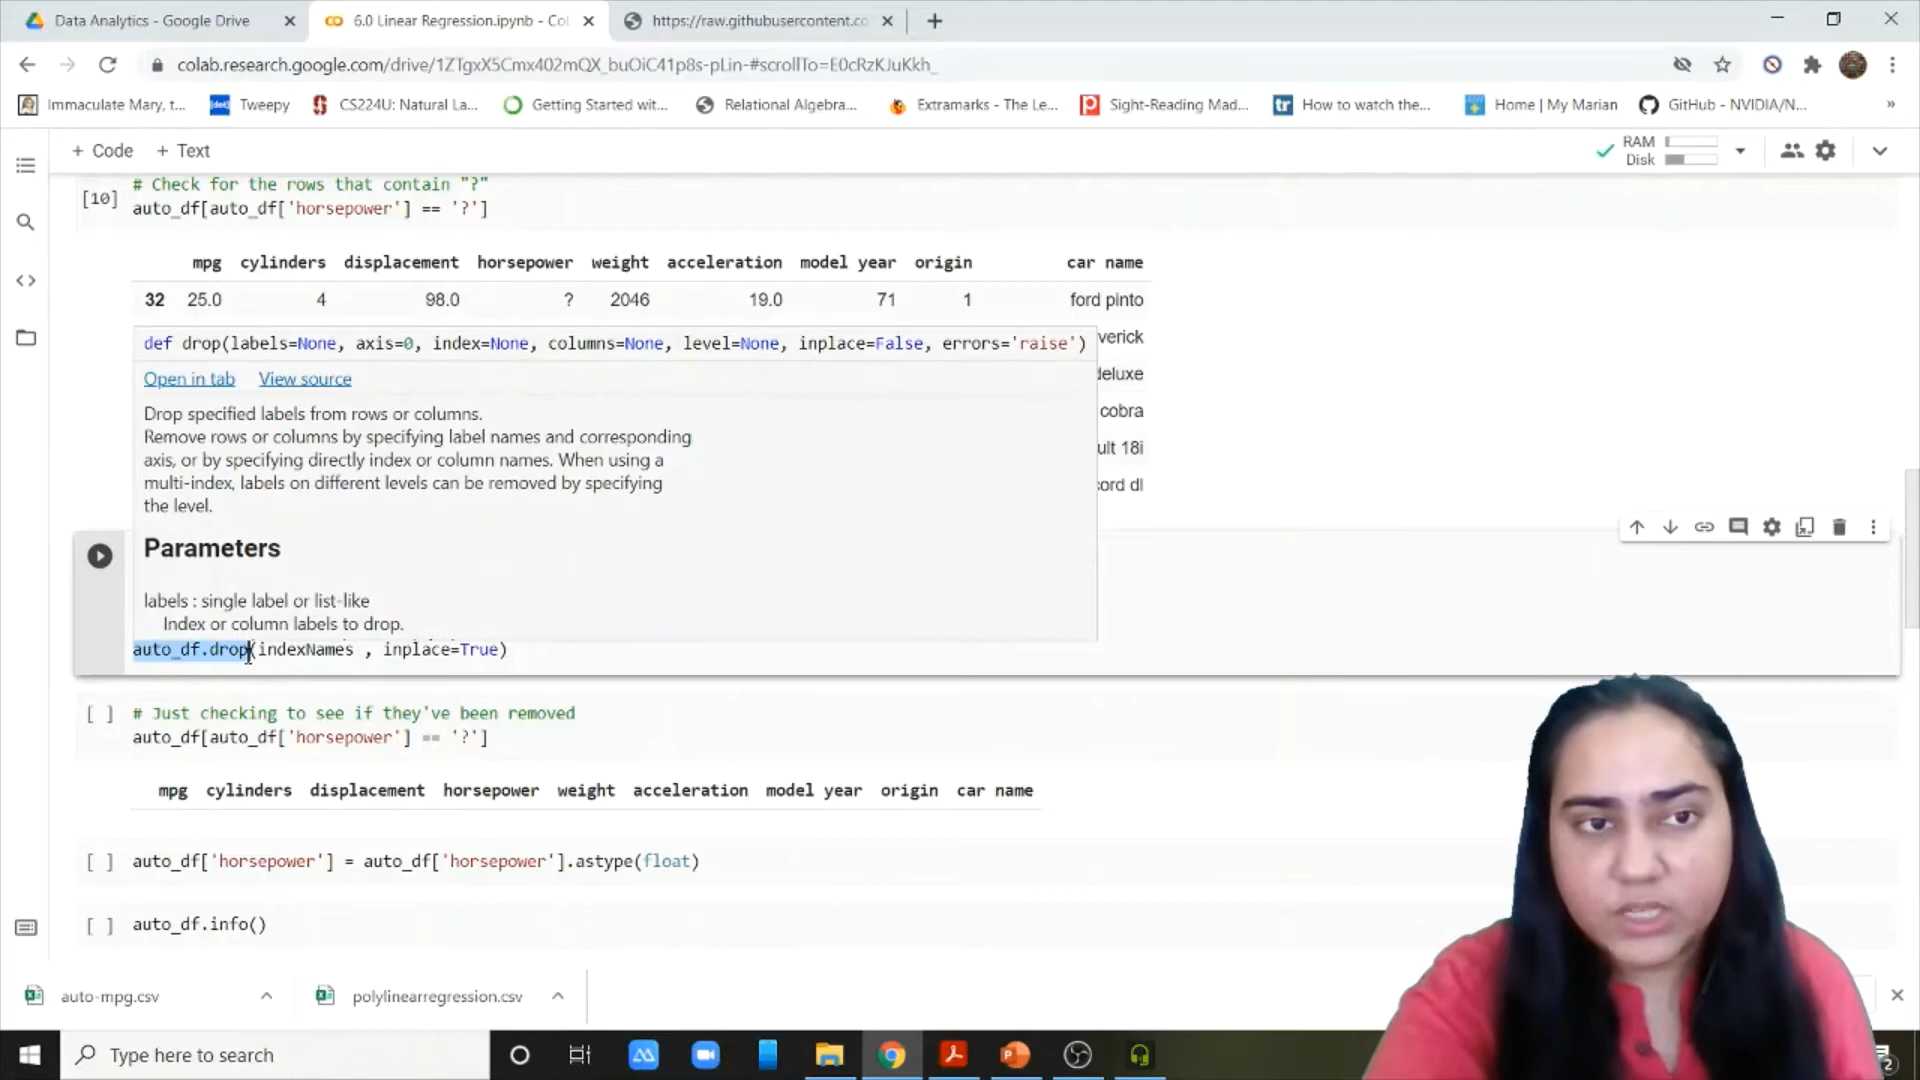 Data Analytics - Google Drive
6.0 Linear Regression.ipynb - Col
https://raw.githubusercontent.co
colab.research.google.com/drive/1ZTgxX5Cmx402mQX_buOiC41p8s-pLin-#scrollTo=E0cRzKJuKkh_
Immaculate Mary, t...
Tweepy
CS224U: Natural La...
Getting Started wit...
Relational Algebra...
Extramarks - The Le...
Sight-Reading Mad...
How to watch the...
Home | My Marian
GitHub - NVIDIA/N...
+ Code + Text
RAM
Disk
# Check for the rows that contain "?"
[10] auto_df[auto_df['horsepower'] == '?']
mpg cylinders displacement horsepower weight acceleration model year origin car name
32 25.0 4 98.0 ? 2046 19.0 71 1 ford pinto
def drop(labels=None, axis=0, index=None, columns=None, level=None, inplace=False, errors='raise')
verick
Open in tab View source
deluxe
Drop specified labels from rows or columns.
cobra
Remove rows or columns by specifying label names and corresponding
axis, or by specifying directly index or column names. When using a
ult 18i
multi-index, labels on different levels can be removed by specifying
cord dl
the level.
Parameters
labels : single label or list-like
Index or column labels to drop.
auto_df.drop(indexNames , inplace=True)
[ ] # Just checking to see if they've been removed
auto_df[auto_df['horsepower'] == '?']
mpg cylinders displacement horsepower weight acceleration model year origin car name
[ ] auto_df['horsepower'] = auto_df['horsepower'].astype(float)
[ ] auto_df.info()
auto-mpg.csv
polylinearregression.csv
Type here to search
2